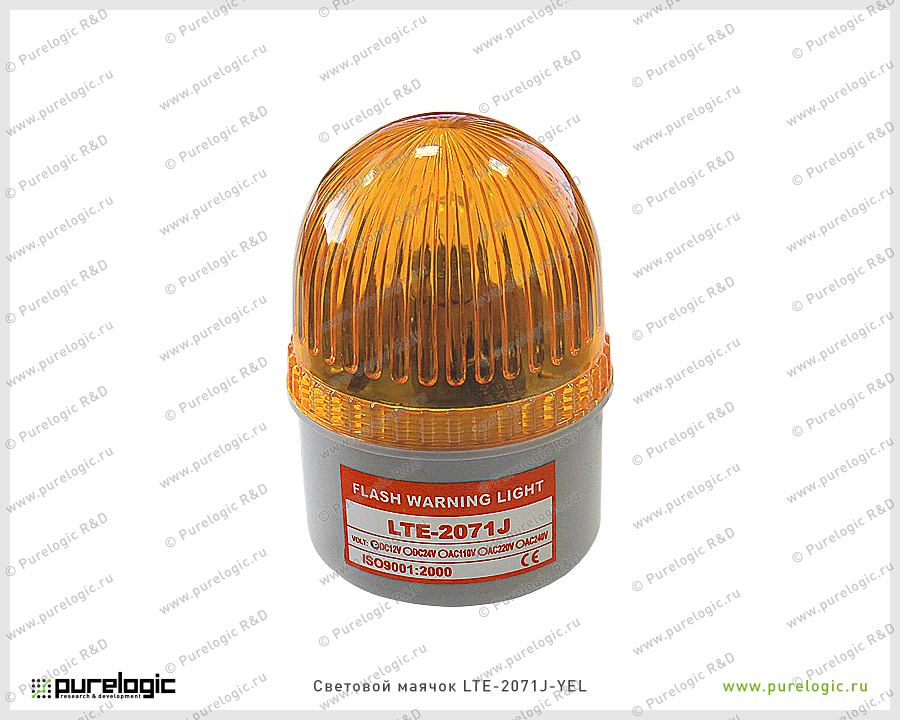 FLASH WARNING LIGHT
LTE-2071J
VOLT: DC12V DC24V AC110V AC220V AC240V
ISO9001:2000 CE
purelogic
research & development
Световой маячок LTE-2071J-YEL
www.purelogic.ru
© Purelogic R&D
www.purelogic.ru